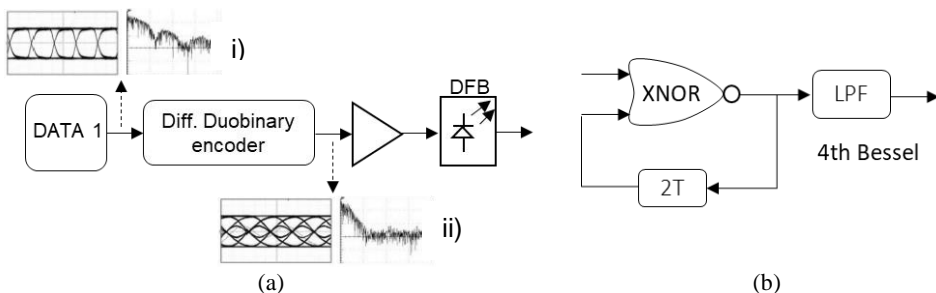 i)
DATA 1
Diff. Duobinary
encoder
DFB
ii)
(a)
XNOR
LPF
4th Bessel
2T
(b)